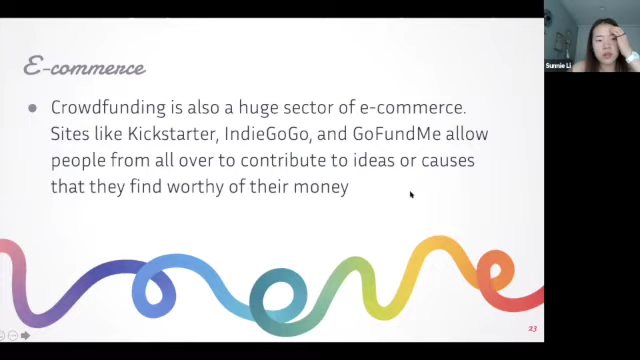 E-commerce
● Crowdfunding is also a huge sector of e-commerce.
Sites like Kickstarter, IndieGoGo, and GoFundMe allow
people from all over to contribute to ideas or causes
that they find worthy of their money
23
Sunnie Li